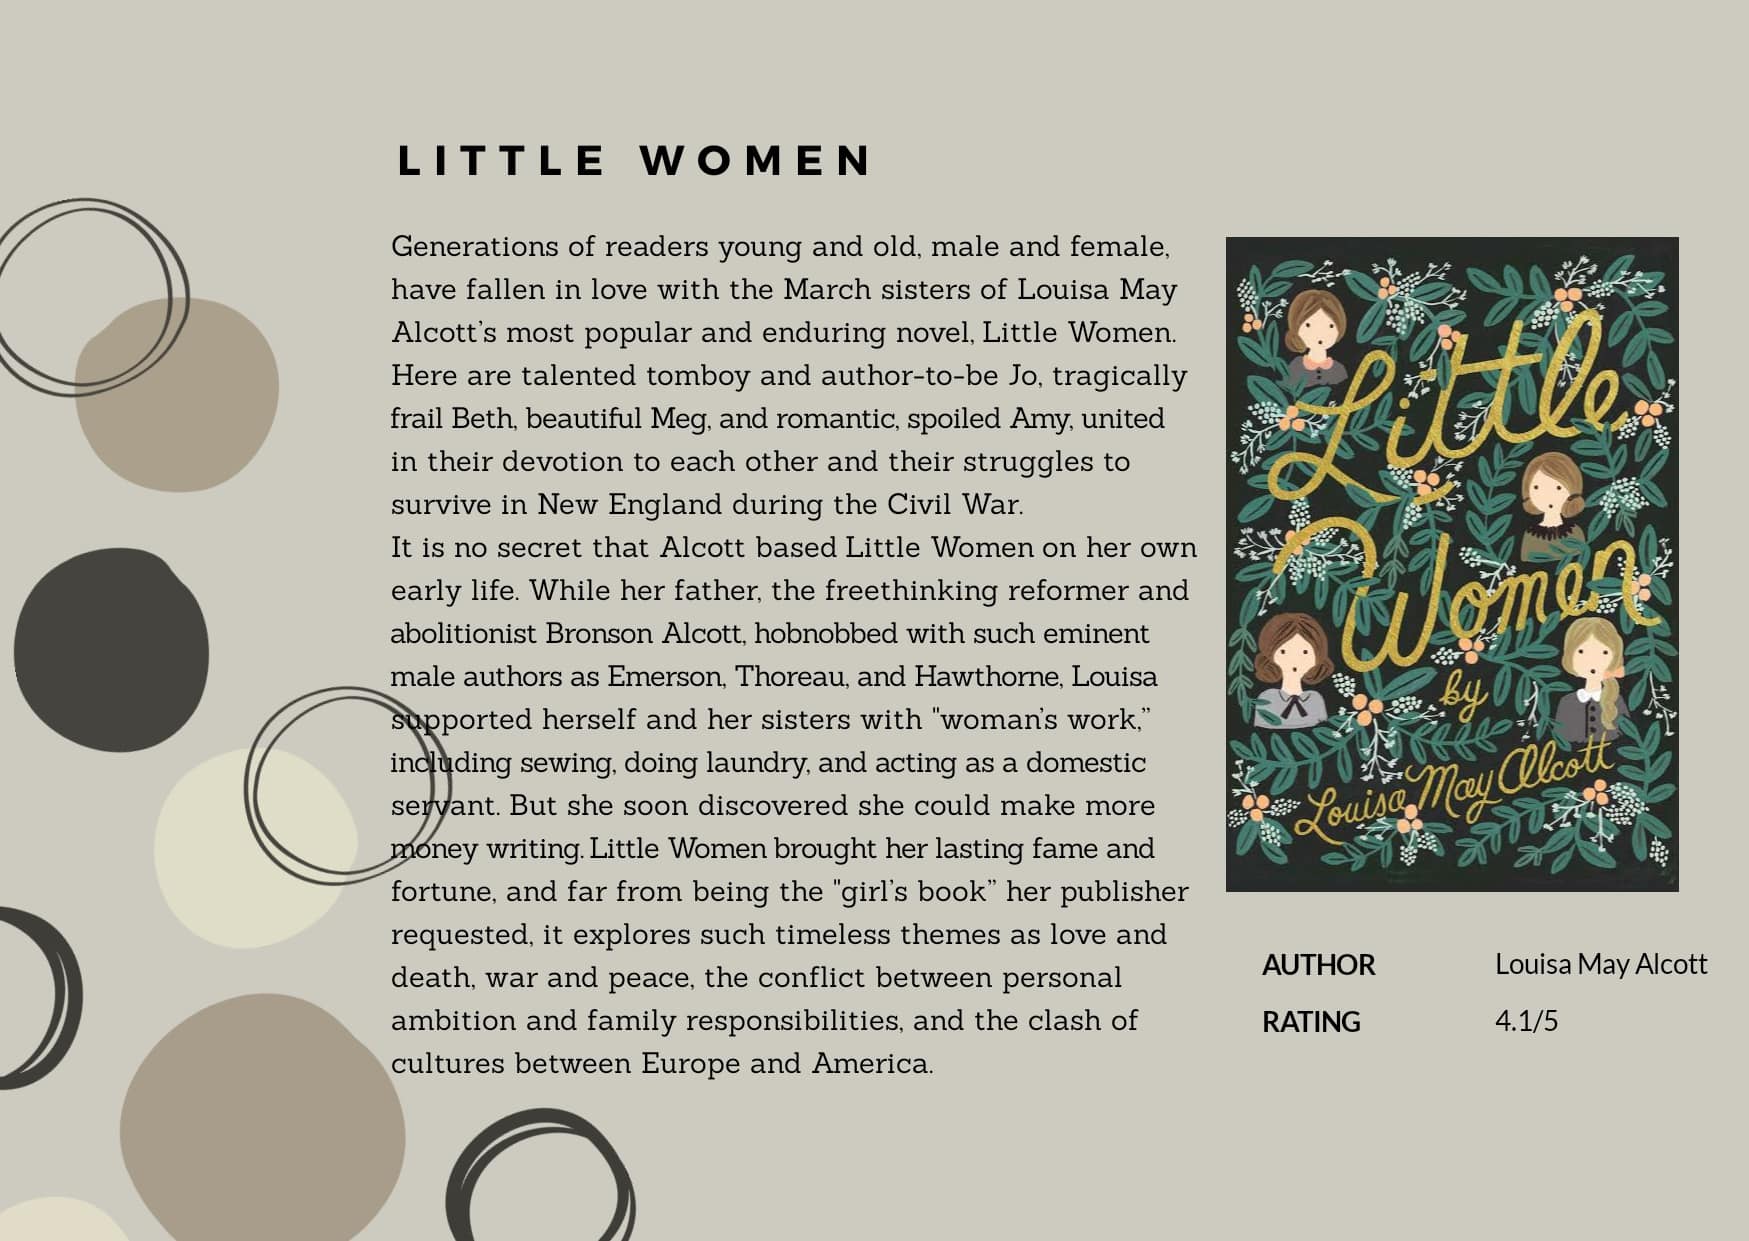 LITTLE WOMEN
Generations of readers young and old, male and female,
have fallen in love with the March sisters of Louisa May
Alcott’s most popular and enduring novel, Little Women.
Here are talented tomboy and author-to-be Jo, tragically
frail Beth, beautiful Meg, and romantic, spoiled Amy, united
in their devotion to each other and their struggles to
survive in New England during the Civil War.
It is no secret that Alcott based Little Women on her own
early life. While her father, the freethinking reformer and
abolitionist Bronson Alcott, hobnobbed with such eminent
male authors as Emerson, Thoreau, and Hawthorne, Louisa
supported herself and her sisters with "woman’s work,”
including sewing, doing laundry, and acting as a domestic
servant. But she soon discovered she could make more
money writing. Little Women brought her lasting fame and
fortune, and far from being the "girl’s book” her publisher
requested, it explores such timeless themes as love and
death, war and peace, the conflict between personal
ambition and family responsibilities, and the clash of
cultures between Europe and America.
Little
Women
by
Louisa May Alcott
AUTHOR Louisa May Alcott
RATING 4.1/5